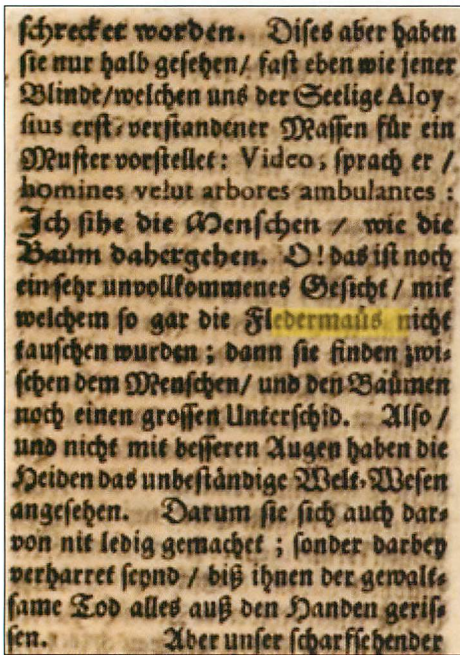 schrecket worden. Dises aber haben
sie nur halb gesehen/ fast eben wie jener
Blinde/welchen uns der Seelige Aloy
sius erst-verstandener Massen für ein
Muster vorstellet: Video, sprach er /
homines velut arbores ambulantes :
Jch sihe die Menschen / wie die
Baüm dahergehen. O! das ist noch
ein sehr unvollkommenes Gesicht / mit
welchem so gar die Fledermaüs nicht
tauschen wurden ; dann sie finden zwi-
schen dem Menschen/ und den Baümen
noch einen grossen Unterschid. Also /
und nicht mit besseren Augen haben die
Heiden das unbeständige Welt-Wesen
angesehen. Darum sie sich auch dar-
von nit ledig gemachet ; sonder darbey
verharret seynd / biß ihnen der gewalt-
same Tod alles auß den Handen geris-
sen. Aber unser scharffsehender